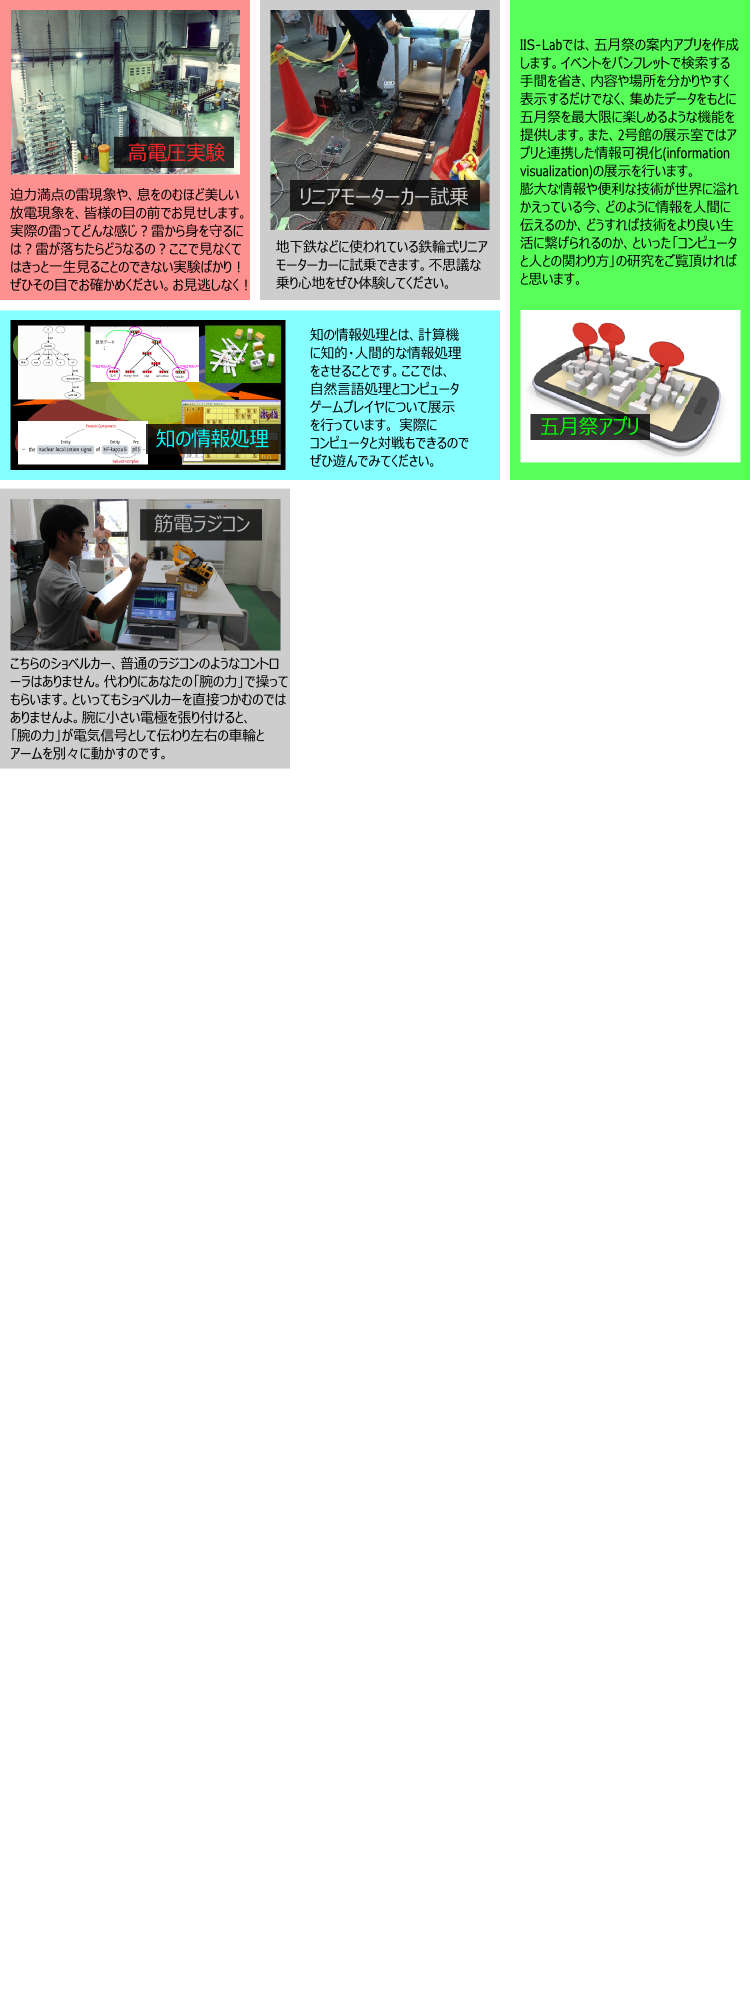 高電圧実験
迫力満点の雷現象や、息をのむほど美しい
放電現象を、皆様の目の前でお見せします。
実際の雷ってどんな感じ？雷から身を守るに
は？雷が落ちたらどうなるの？ここで見なくて
はきっと一生見ることのできない実験ばかり！
ぜひその目でお確かめください。お見逃しなく！
リニアモーターカー試乗
地下鉄などに使われている鉄輪式リニア
モーターカーに試乗できます。不思議な
乗り心地をぜひ体験してください。
IIS-Labでは、五月祭の案内アプリを作成
します。イベントをパンフレットで検索する
手間を省き、内容や場所を分かりやすく
表示するだけでなく、集めたデータをもとに
五月祭を最大限に楽しめるような機能を
提供します。また、2号館の展示室ではア
プリと連携した情報可視化(information
visualization)の展示を行います。
膨大な情報や便利な技術が世界に溢れ
かえっている今、どのように情報を人間に
伝えるのか、どうすれば技術をより良い生
活に繋げられるのか、といった「コンピュータ
と人との関わり方」の研究をご覧頂ければ
と思います。
五月祭アプリ
Protein Component
Entity Entity Pro
the nuclear localization signal of NF-kappa B p65
Subunit-Complex
知の情報処理
知の情報処理とは、計算機
に知的・人間的な情報処理
をさせることです。ここでは、
自然言語処理とコンピュータ
ゲームプレイヤについて展示
を行っています。 実際に
コンピュータと対戦もできるので
ぜひ遊んでみてください。
筋電ラジコン
こちらのショベルカー、普通のラジコンのようなコントロ
ーラはありません。代わりにあなたの「腕の力」で操って
もらいます。といってもショベルカーを直接つかむのでは
ありませんよ。腕に小さい電極を張り付けると、
「腕の力」が電気信号として伝わり左右の車輪と
アームを別々に動かすのです。